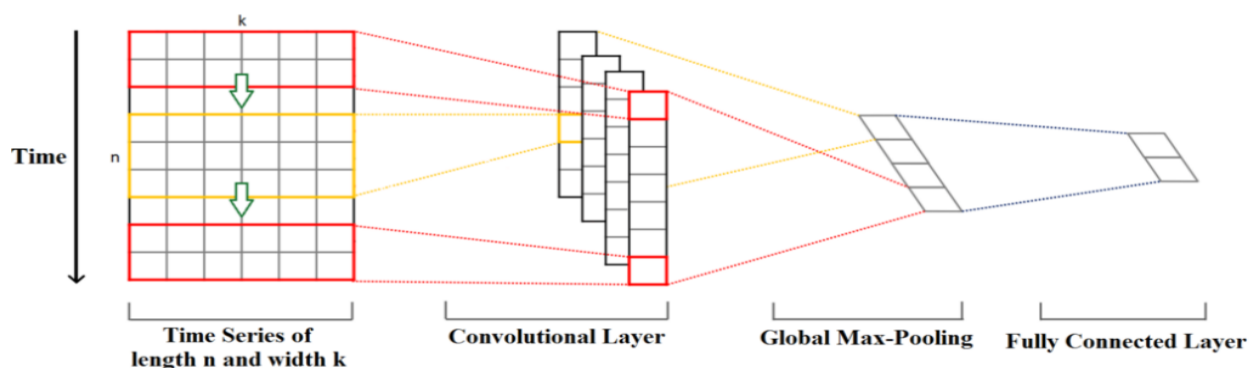 k
Time
n
Time Series of
length n and width k
Convolutional Layer
Global Max-Pooling
Fully Connected Layer